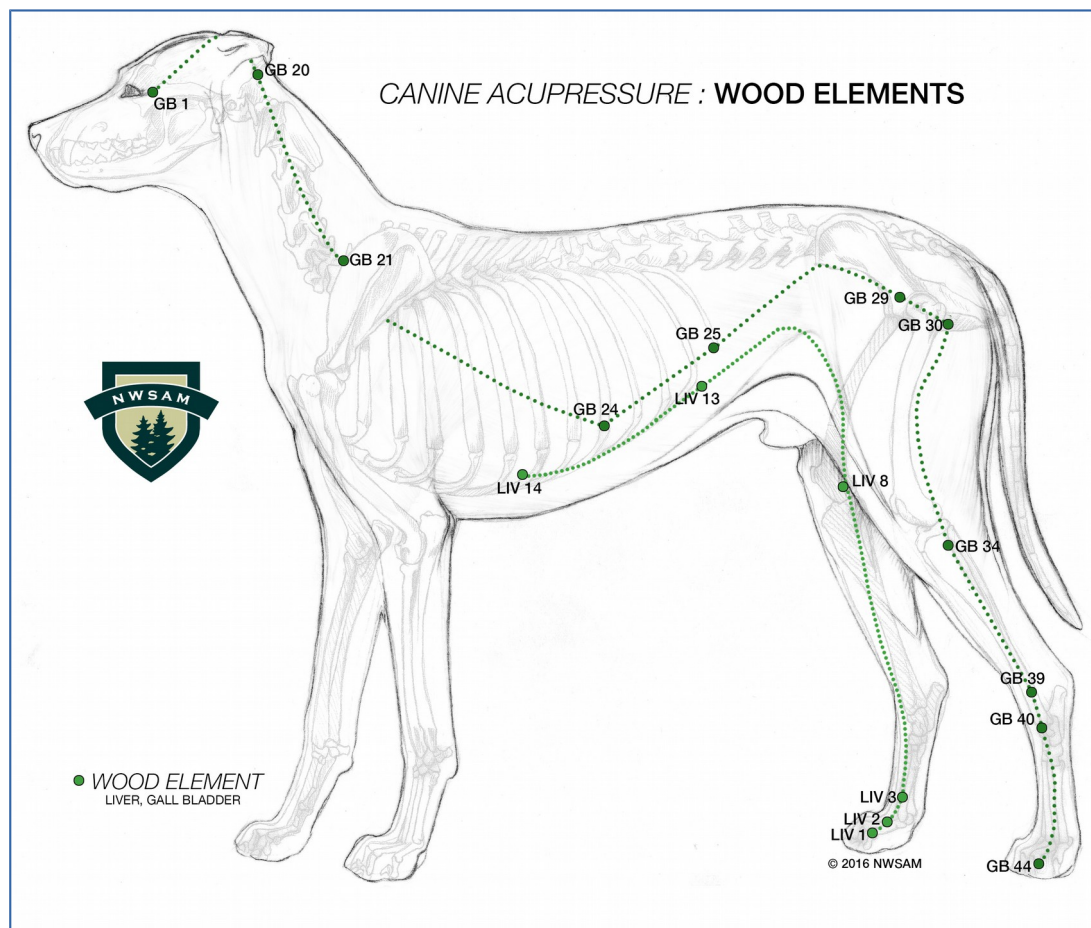 CANINE ACUPRESSURE : WOOD ELEMENTS
GB 20
GB 1
GB 21
GB 29
GB 30
GB 25
LIV 13
GB 24
LIV 14
LIV 8
GB 34
GB 39
GB 40
LIV 3
LIV 2
LIV 1
GB 44
NWSAM
WOOD ELEMENT
LIVER, GALL BLADDER
© 2016 NWSAM